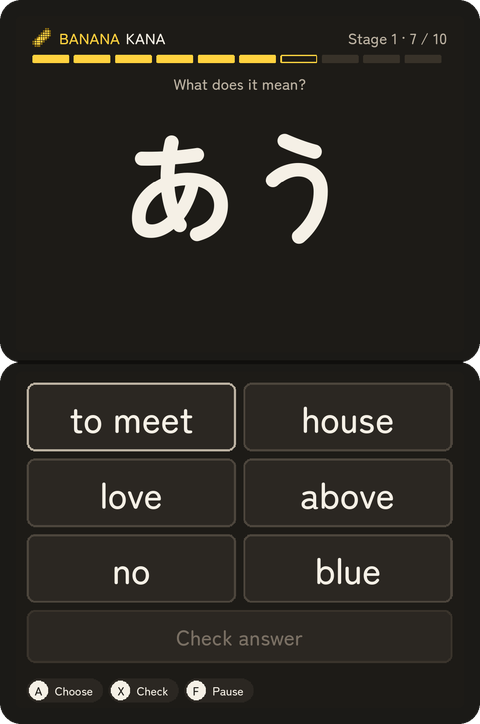 BANANA KANA
Stage 1 · 7 / 10
What does it mean?
あう
to meet
house
love
above
no
blue
Check answer
A Choose
X Check
F Pause